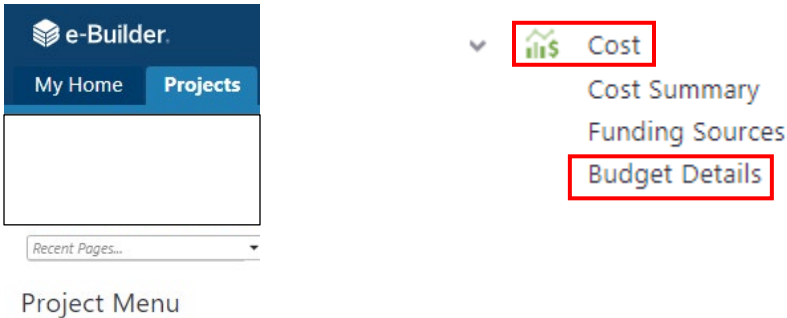 e-Builder.
My Home Projects
Recent Pages...
Project Menu
Cost
Cost Summary
Funding Sources
Budget Details